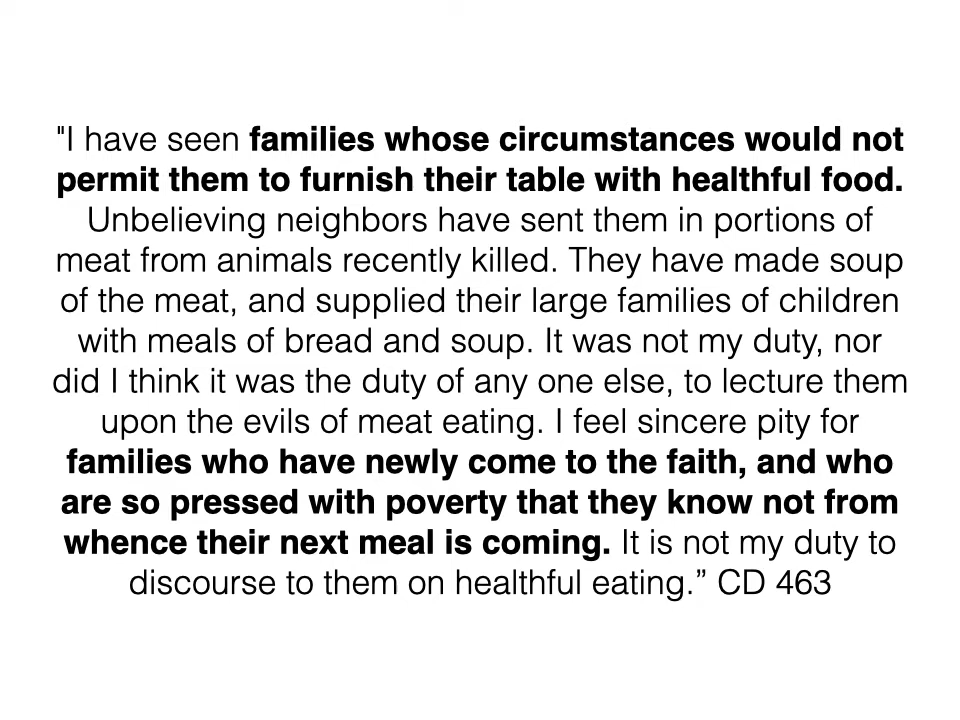 "I have seen families whose circumstances would not
permit them to furnish their table with healthful food.
Unbelieving neighbors have sent them in portions of
meat from animals recently killed. They have made soup
of the meat, and supplied their large families of children
with meals of bread and soup. It was not my duty, nor
did I think it was the duty of any one else, to lecture them
upon the evils of meat eating. I feel sincere pity for
families who have newly come to the faith, and who
are so pressed with poverty that they know not from
whence their next meal is coming. It is not my duty to
discourse to them on healthful eating.” CD 463